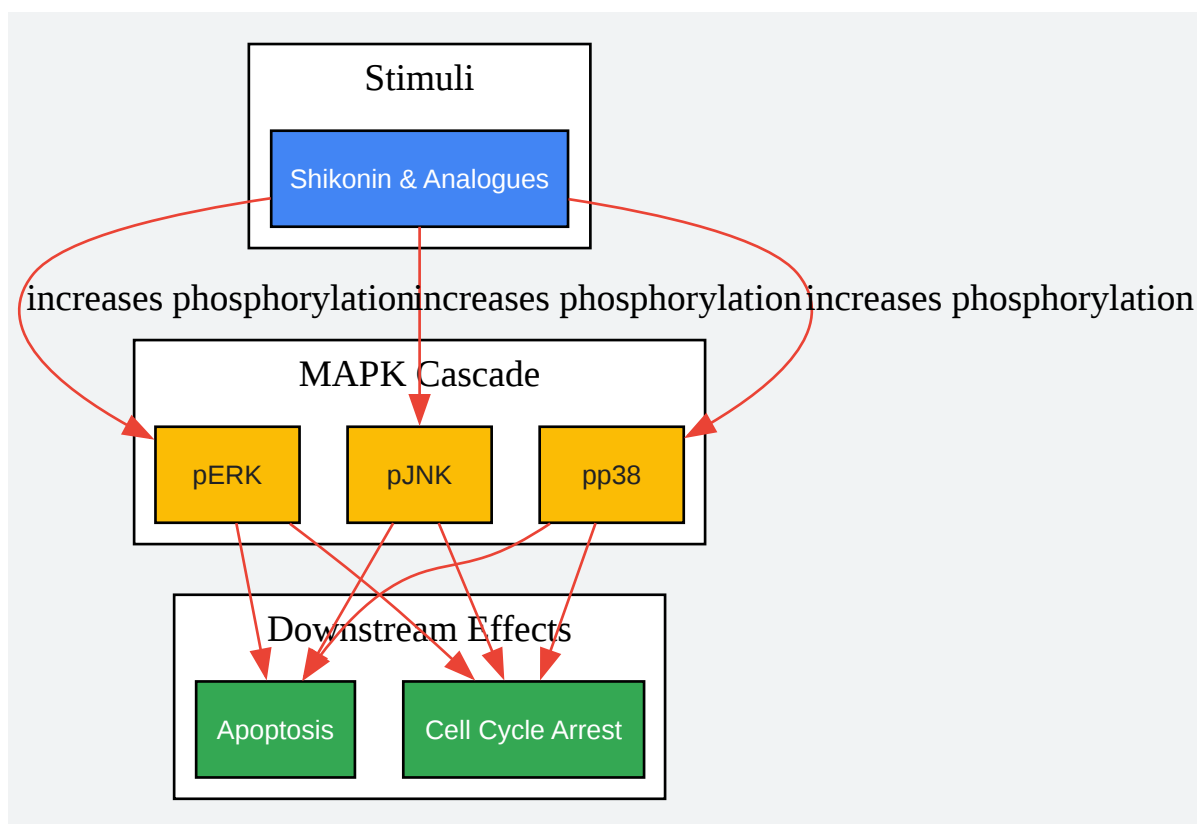 Stimuli
Shikonin & Analogues
increases phosphorylation
increases phosphorylation
increases phosphorylation
MAPK Cascade
pERK
pJNK
pp38
Downstream Effects
Apoptosis
Cell Cycle Arrest